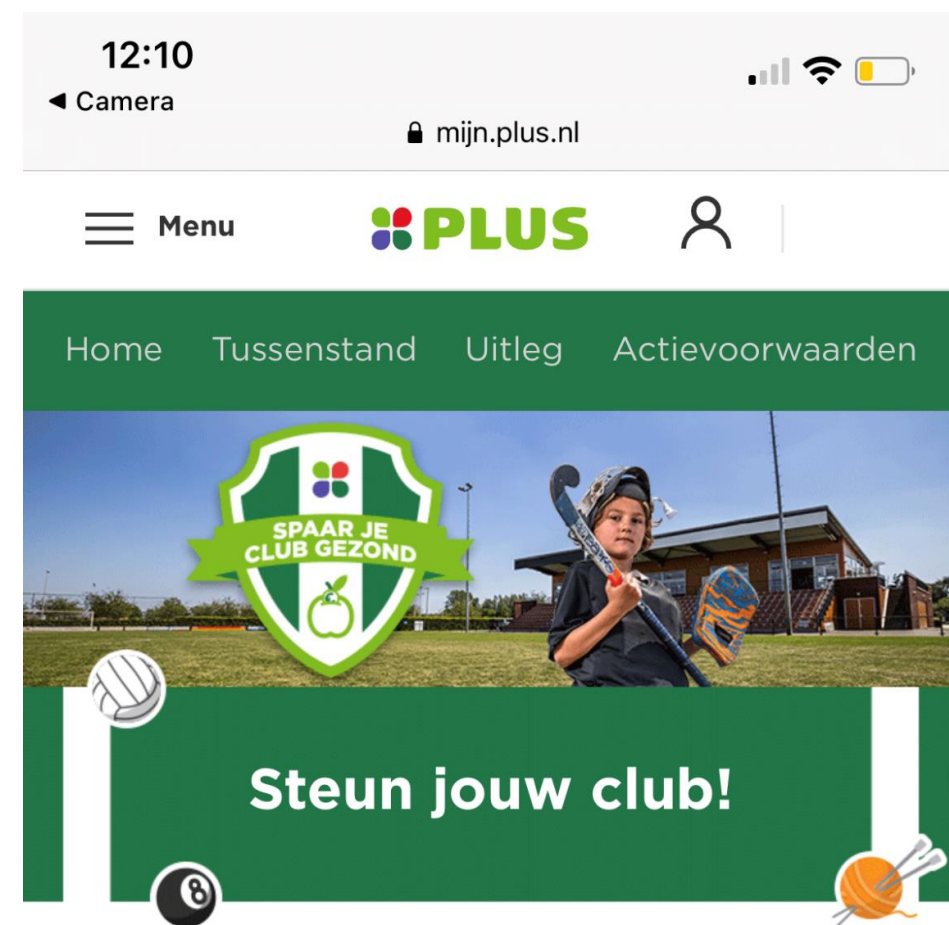 12:10
◀ Camera
mijn.plus.nl
Menu
PLUS
Home Tussenstand Uitleg Actievoorwaarden
SPAAR JE
CLUB GEZOND
Steun jouw club!
8